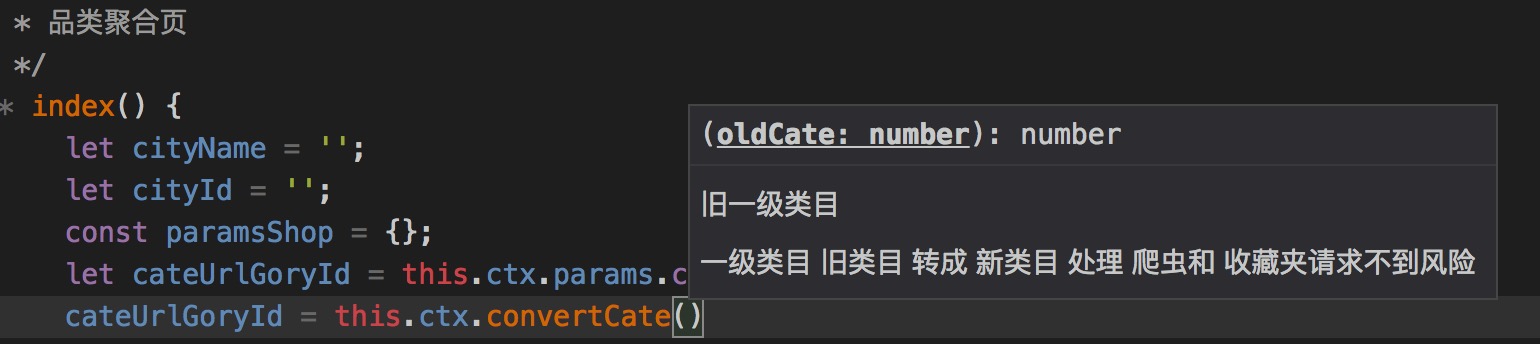 * 品类聚合页
*/
* index() {
let cityName = '';
let cityId = '';
const paramsShop = {};
let cateUrlGoryId = this.ctx.params.c
cateUrlGoryId = this.ctx.convertCate()
(oldCate: number): number
旧一级类目
一级类目 旧类目 转成 新类目 处理 爬虫和 收藏夹请求不到风险